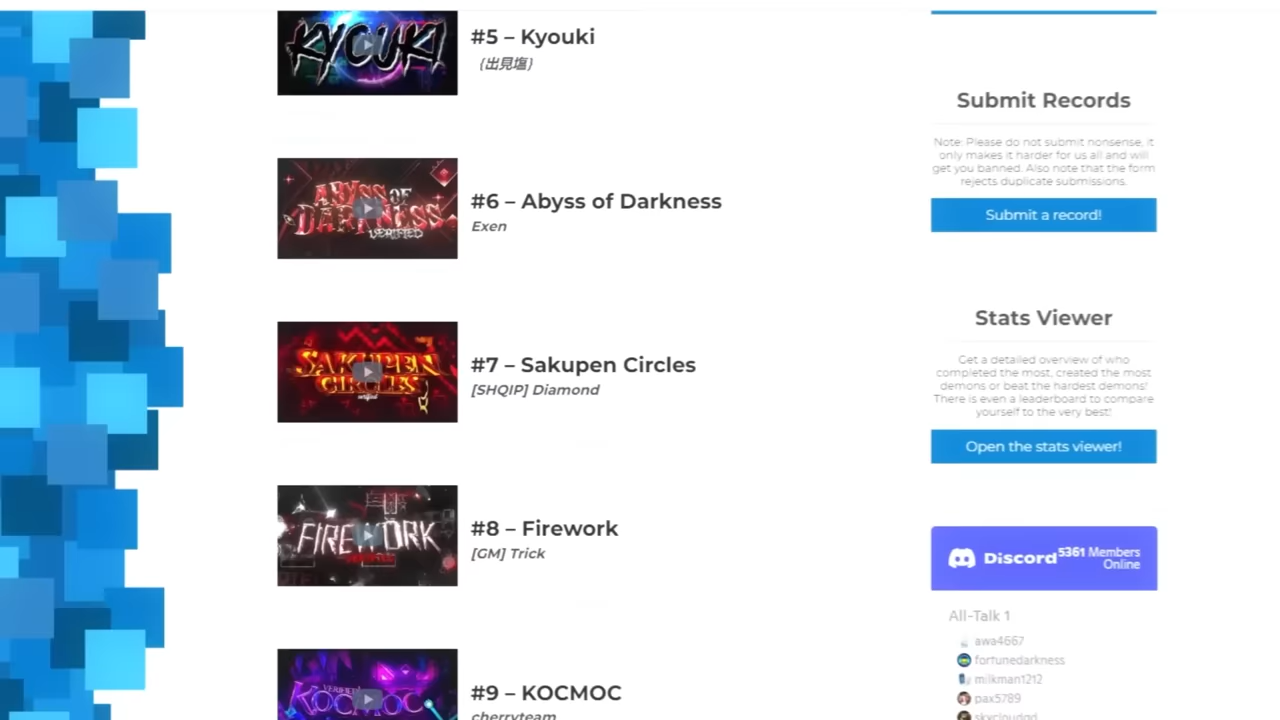 KYOUKI
#5 – Kyouki
(出見塩)
ABYSS OF
DARKNESS
VERIFIED
#6 – Abyss of Darkness
Exen
SAKUPEN
CIRCLES
verified
#7 – Sakupen Circles
[SHQIP] Diamond
FIREWORK
#8 – Firework
[GM] Trick
VERIFIED
KOCMOC
#9 – KOCMOC
cherryteam
Submit Records
Note: Please do not submit nonsense, it
only makes it harder for us all and will
get you banned. Also note that the form
rejects duplicate submissions.
Submit a record!
Stats Viewer
Get a detailed overview of who
completed the most, created the most
demons or beat the hardest demons!
There is even a leaderboard to compare
yourself to the very best!
Open the stats viewer!
Discord
5361 Members
Online
All-Talk 1
awa4667
fortunedarkness
milkman1212
pax5789
skycloudgd